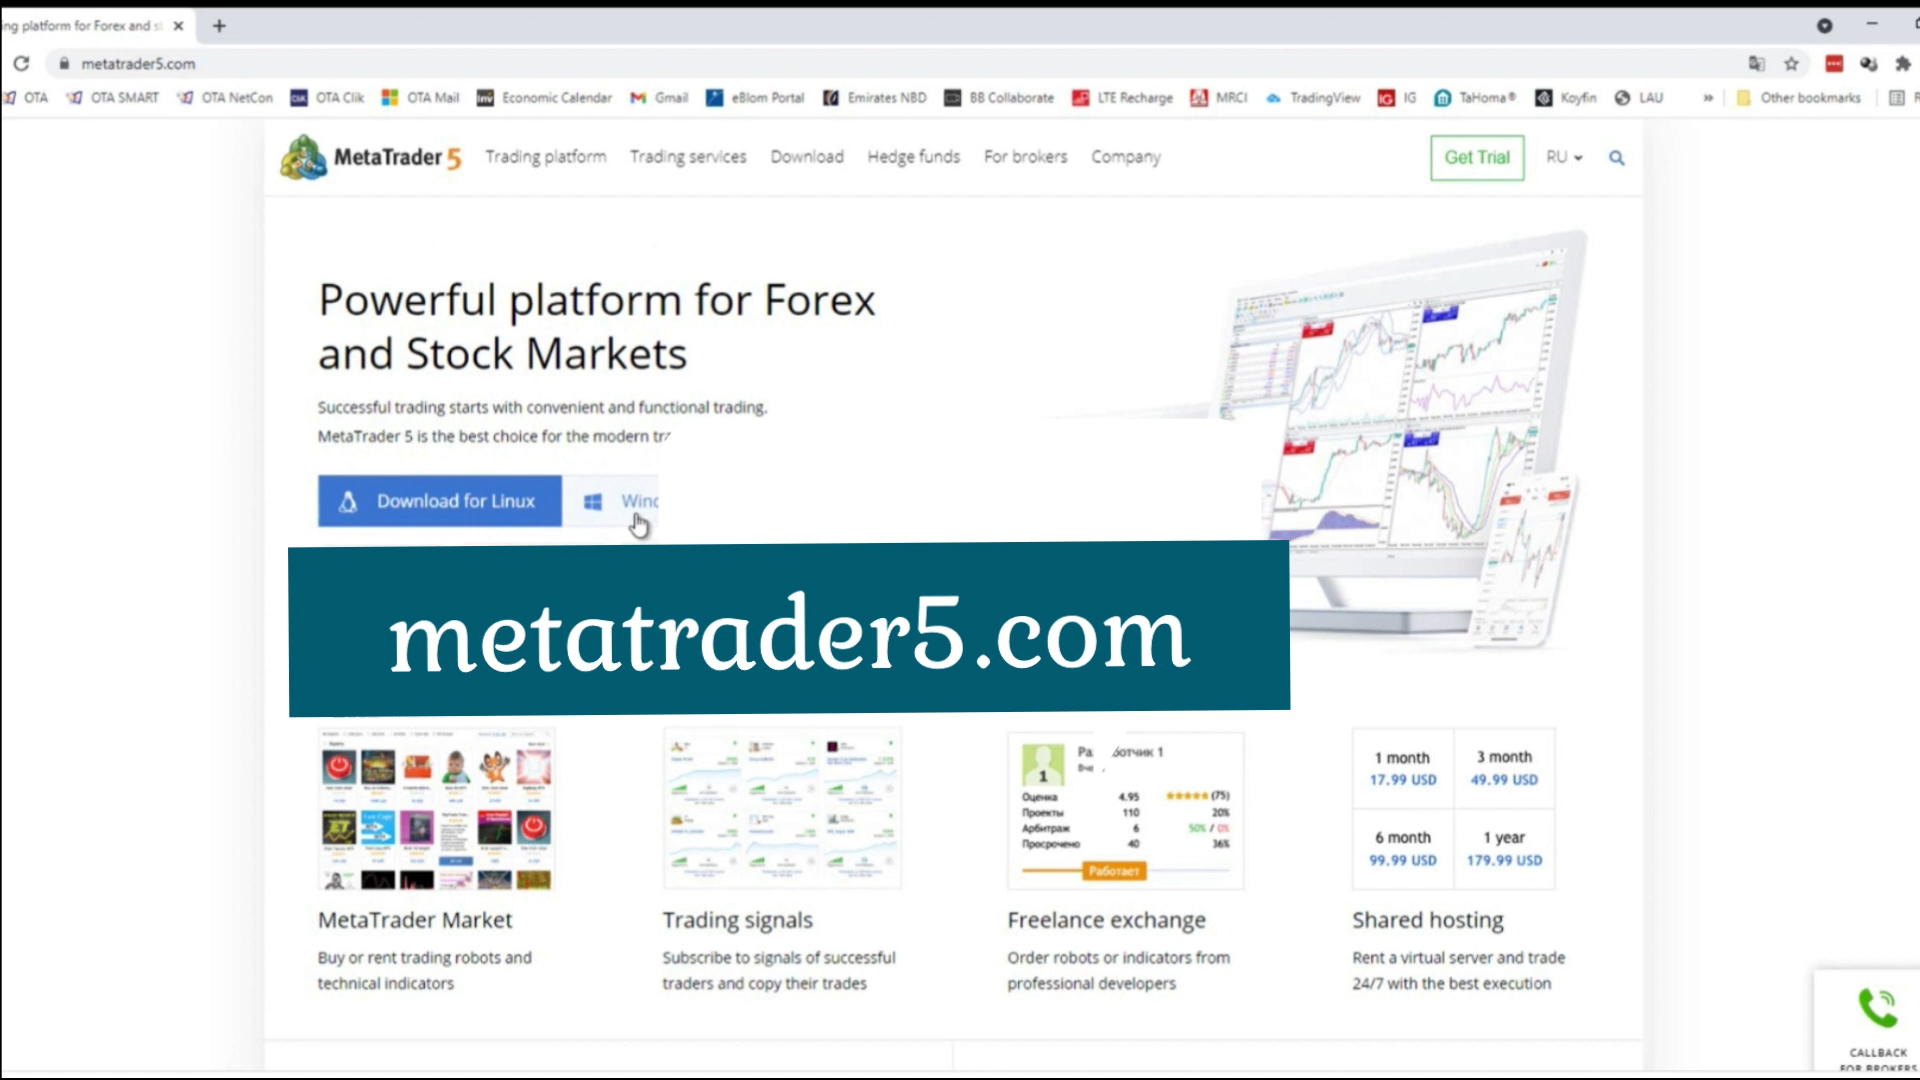 ing platform for Forex and
metatrader5.com
OTA OTA SMART OTA NetCon OTA Clik OTA Mail Economic Calendar Gmail eBlom Portal Emirates NBD BB Collaborate LTE Recharge MRCI TradingView IG TaHoma® Koyfin LAU » Other bookmarks
MetaTrader 5 Trading platform Trading services Download Hedge funds For brokers Company Get Trial RU
Powerful platform for Forex
and Stock Markets
Successful trading starts with convenient and functional trading.
MetaTrader 5 is the best choice for the modern
Download for Linux
metatrader5.com
1 month 17.99 USD
3 month 49.99 USD
6 month 99.99 USD
1 year 179.99 USD
1
Оценка 4.95 (75)
Проекты 110 20%
Арбитраж 6 50% / 0%
Просрочено 40 36%
Работает
MetaTrader Market
Buy or rent trading robots and
technical indicators
Trading signals
Subscribe to signals of successful
traders and copy their trades
Freelance exchange
Order robots or indicators from
professional developers
Shared hosting
Rent a virtual server and trade
24/7 with the best execution
CALLBACK
FOR BROKERS